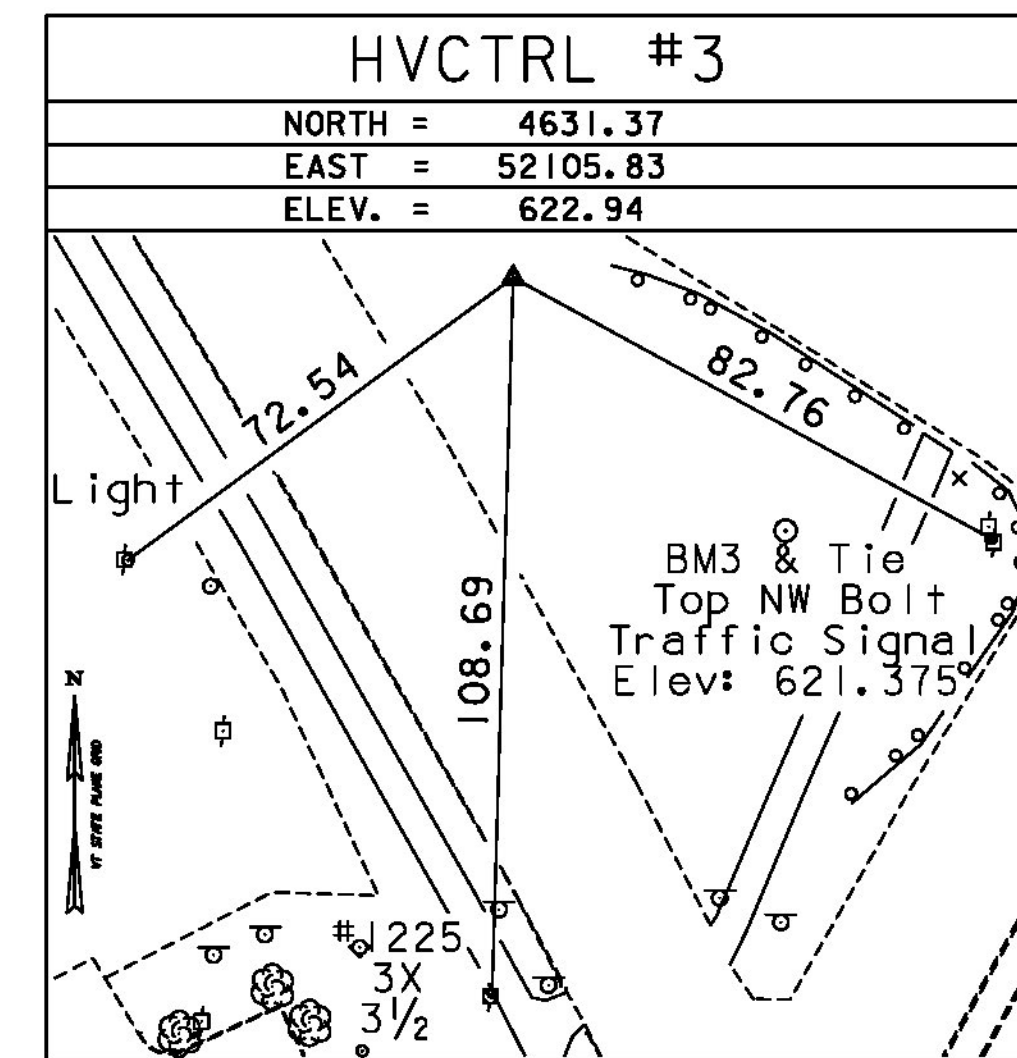 HVCTRL #3
NORTH = 4631.37
EAST = 52105.83
ELEV. = 622.94
72.54
82.76
Light
108.69
BM3 & Tie
Top NW Bolt
Traffic Signal
Elev: 621.375
N
VT STATE PLANE GRID
#1225
3X
3½